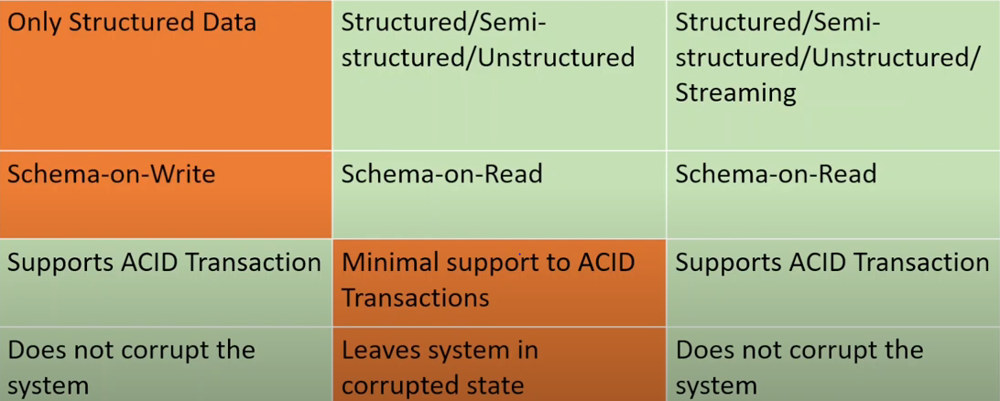 Only Structured Data
Structured/Semi-
structured/Unstructured
Structured/Semi-
structured/Unstructured/
Streaming
Schema-on-Write
Schema-on-Read
Schema-on-Read
Supports ACID Transaction
Minimal support to ACID
Transactions
Supports ACID Transaction
Does not corrupt the
system
Leaves system in
corrupted state
Does not corrupt the
system